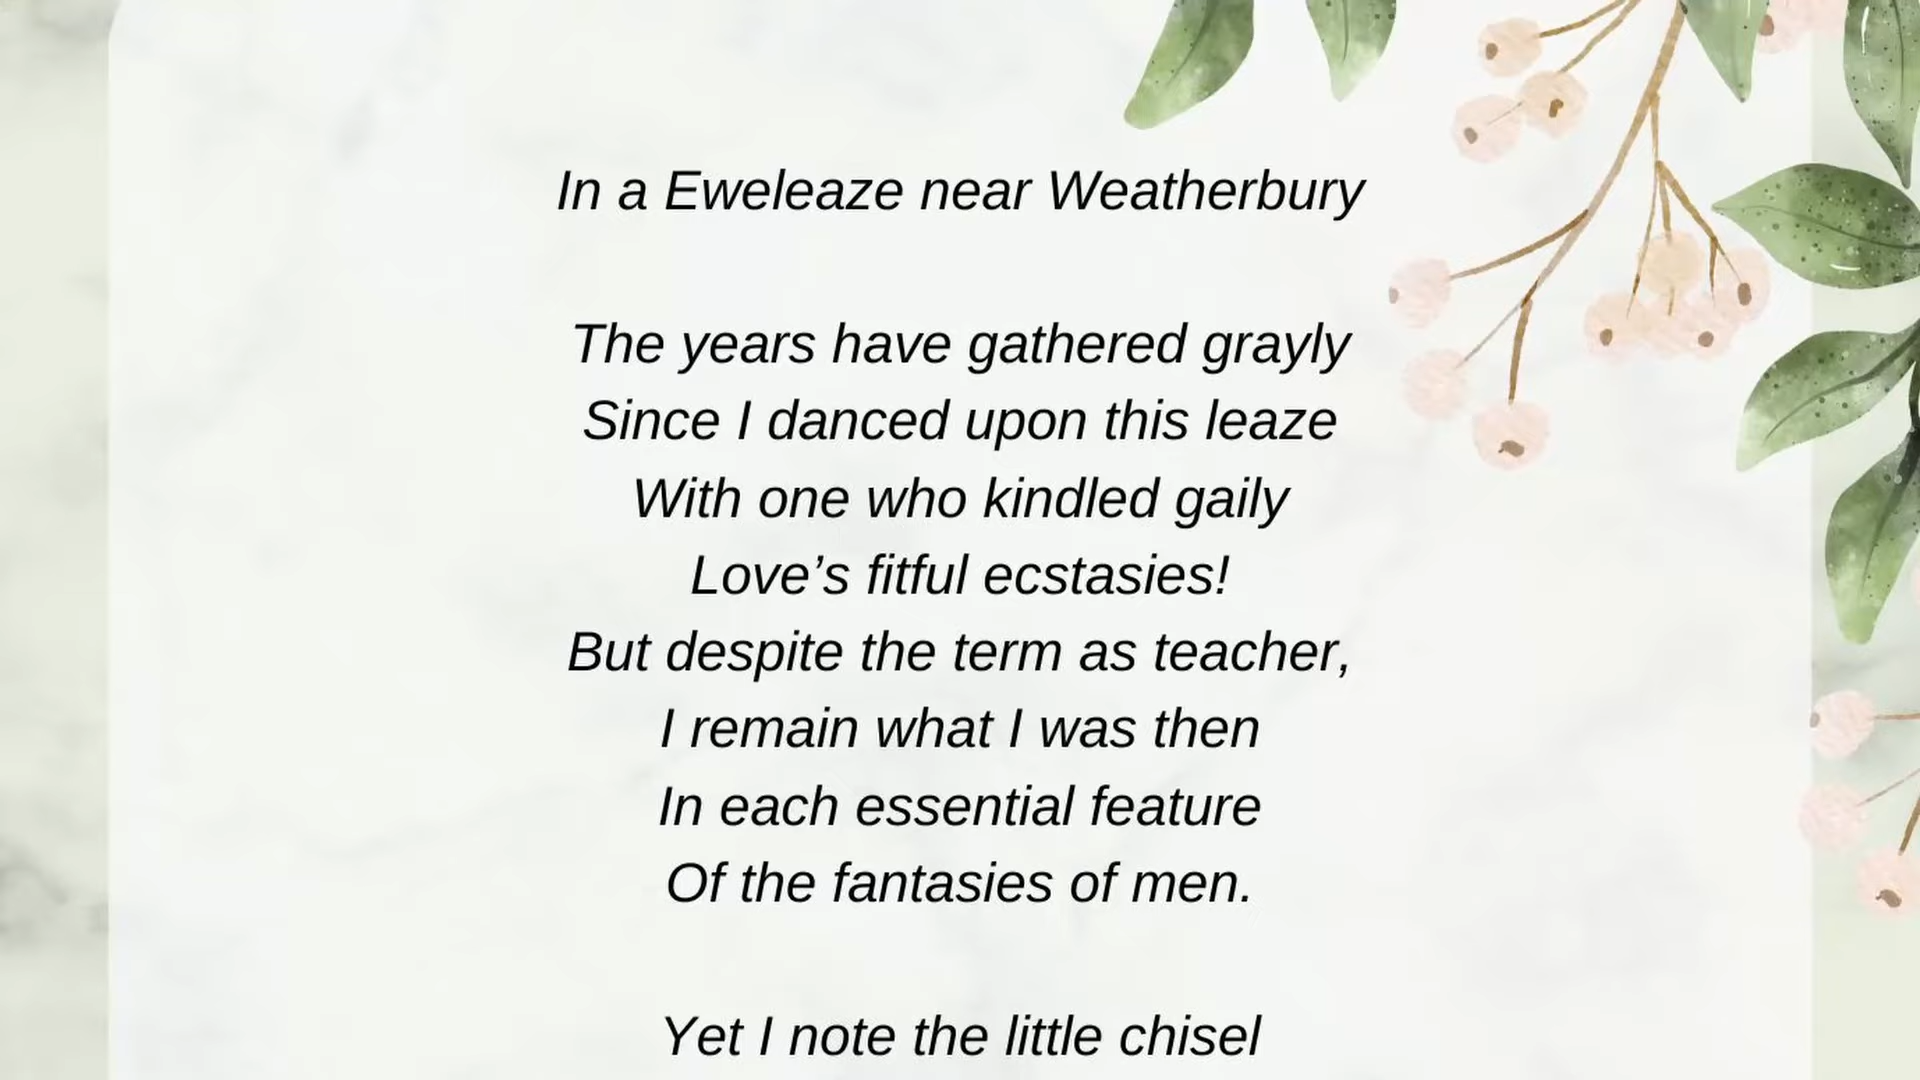 In a Eweleaze near Weatherbury
The years have gathered grayly
Since I danced upon this leaze
With one who kindled gaily
Love’s fitful ecstasies!
But despite the term as teacher,
I remain what I was then
In each essential feature
Of the fantasies of men.
Yet I note the little chisel